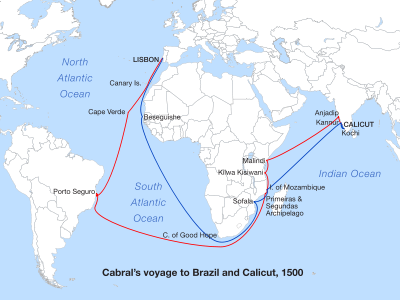 LISBON
North
Atlantic
Ocean
Canary Is.
Cape Verde
Beseguishe
Anjadip
Kannur
CALICUT
Kochi
Malindi
Kilwa Kisiwani
Indian Ocean
Porto Seguro
South
Atlantic
Ocean
I. of Mozambique
Sofala
Primeiras &
Segundas
Archipelago
C. of Good Hope
Cabral's voyage to Brazil and Calicut, 1500